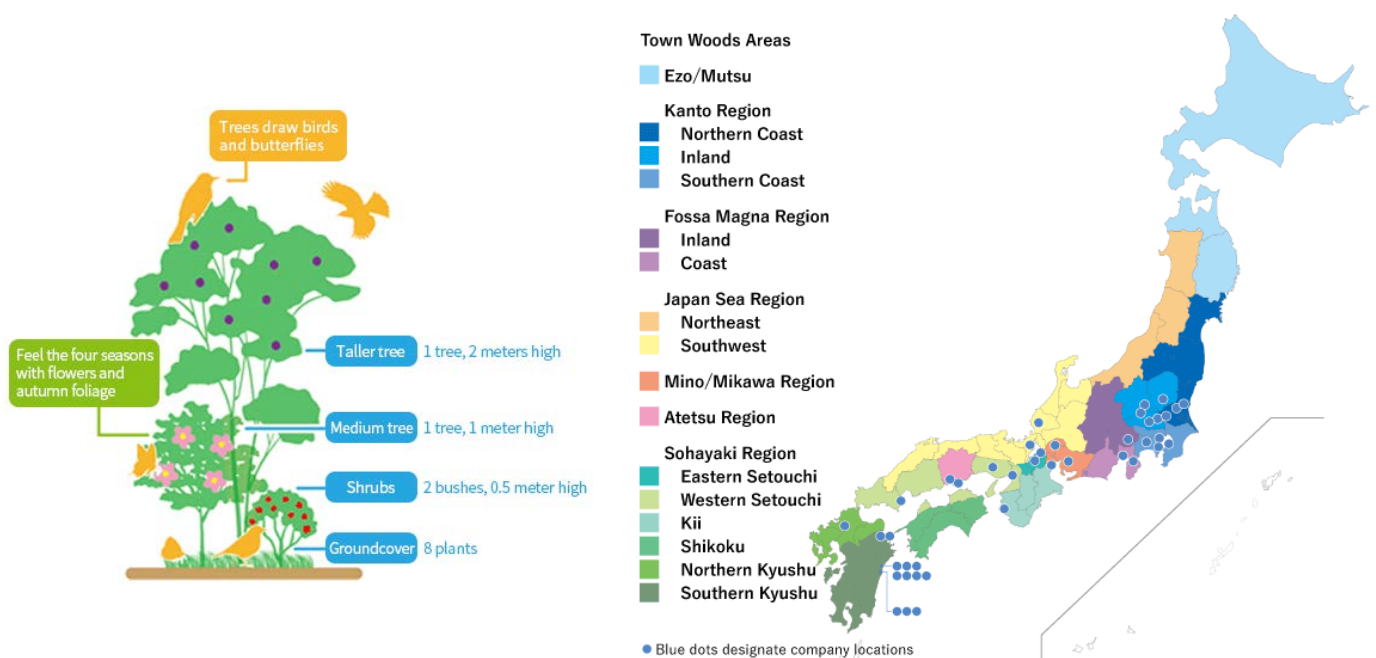 Trees draw birds
and butterflies
Feel the four seasons
with flowers and
autumn foliage
Taller tree 1 tree, 2 meters high
Medium tree 1 tree, 1 meter high
Shrubs 2 bushes, 0.5 meter high
Groundcover 8 plants
Town Woods Areas
Ezo/Mutsu
Kanto Region
Northern Coast
Inland
Southern Coast
Fossa Magna Region
Inland
Coast
Japan Sea Region
Northeast
Southwest
Mino/Mikawa Region
Atetsu Region
Sohayaki Region
Eastern Setouchi
Western Setouchi
Kii
Shikoku
Northern Kyushu
Southern Kyushu
Blue dots designate company locations